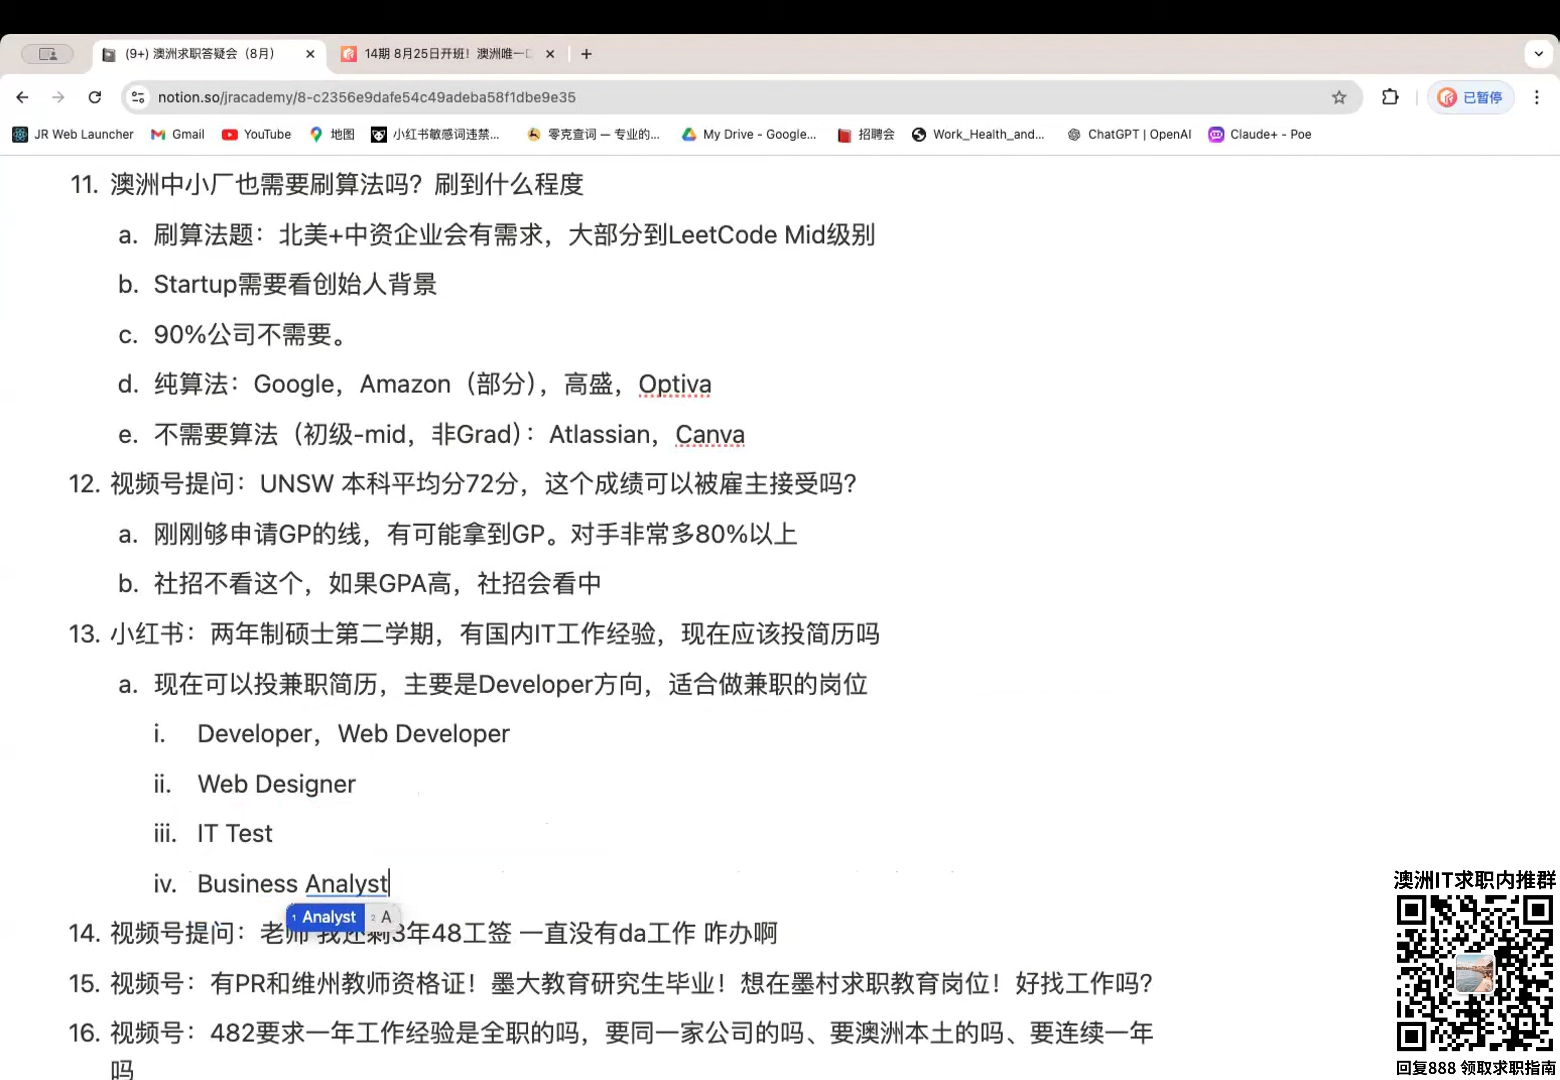 (9+) 澳洲求职答疑会（8月）
14期 8月25日开班！澳洲唯一
notion.so/jracademy/8-c2356e9dafe54c49adeba58f1dbe9e35
已暂停
JR Web Launcher
Gmail
YouTube
地图
小红书敏感词违禁...
零克查词 — 专业的...
My Drive - Google...
招聘会
Work_Health_and...
ChatGPT | OpenAI
Claude+ - Poe
11. 澳洲中小厂也需要刷算法吗？刷到什么程度
a. 刷算法题：北美+中资企业会有需求，大部分到LeetCode Mid级别
b. Startup需要看创始人背景
c. 90%公司不需要。
d. 纯算法：Google，Amazon（部分），高盛，Optiva
e. 不需要算法（初级-mid，非Grad）：Atlassian，Canva
12. 视频号提问：UNSW 本科平均分72分，这个成绩可以被雇主接受吗？
a. 刚刚够申请GP的线，有可能拿到GP。对手非常多80%以上
b. 社招不看这个，如果GPA高，社招会看中
13. 小红书：两年制硕士第二学期，有国内IT工作经验，现在应该投简历吗
a. 现在可以投兼职简历，主要是Developer方向，适合做兼职的岗位
i. Developer，Web Developer
ii. Web Designer
iii. IT Test
iv. Business Analyst
1 Analyst 2 A
14. 视频号提问：老师 我还剩3年48工签 一直没有da工作 咋办啊
15. 视频号：有PR和维州教师资格证！墨大教育研究生毕业！想在墨村求职教育岗位！好找工作吗？
16. 视频号：482要求一年工作经验是全职的吗，要同一家公司的吗、要澳洲本土的吗、要连续一年
吗
澳洲IT求职内推群
回复888 领取求职指南